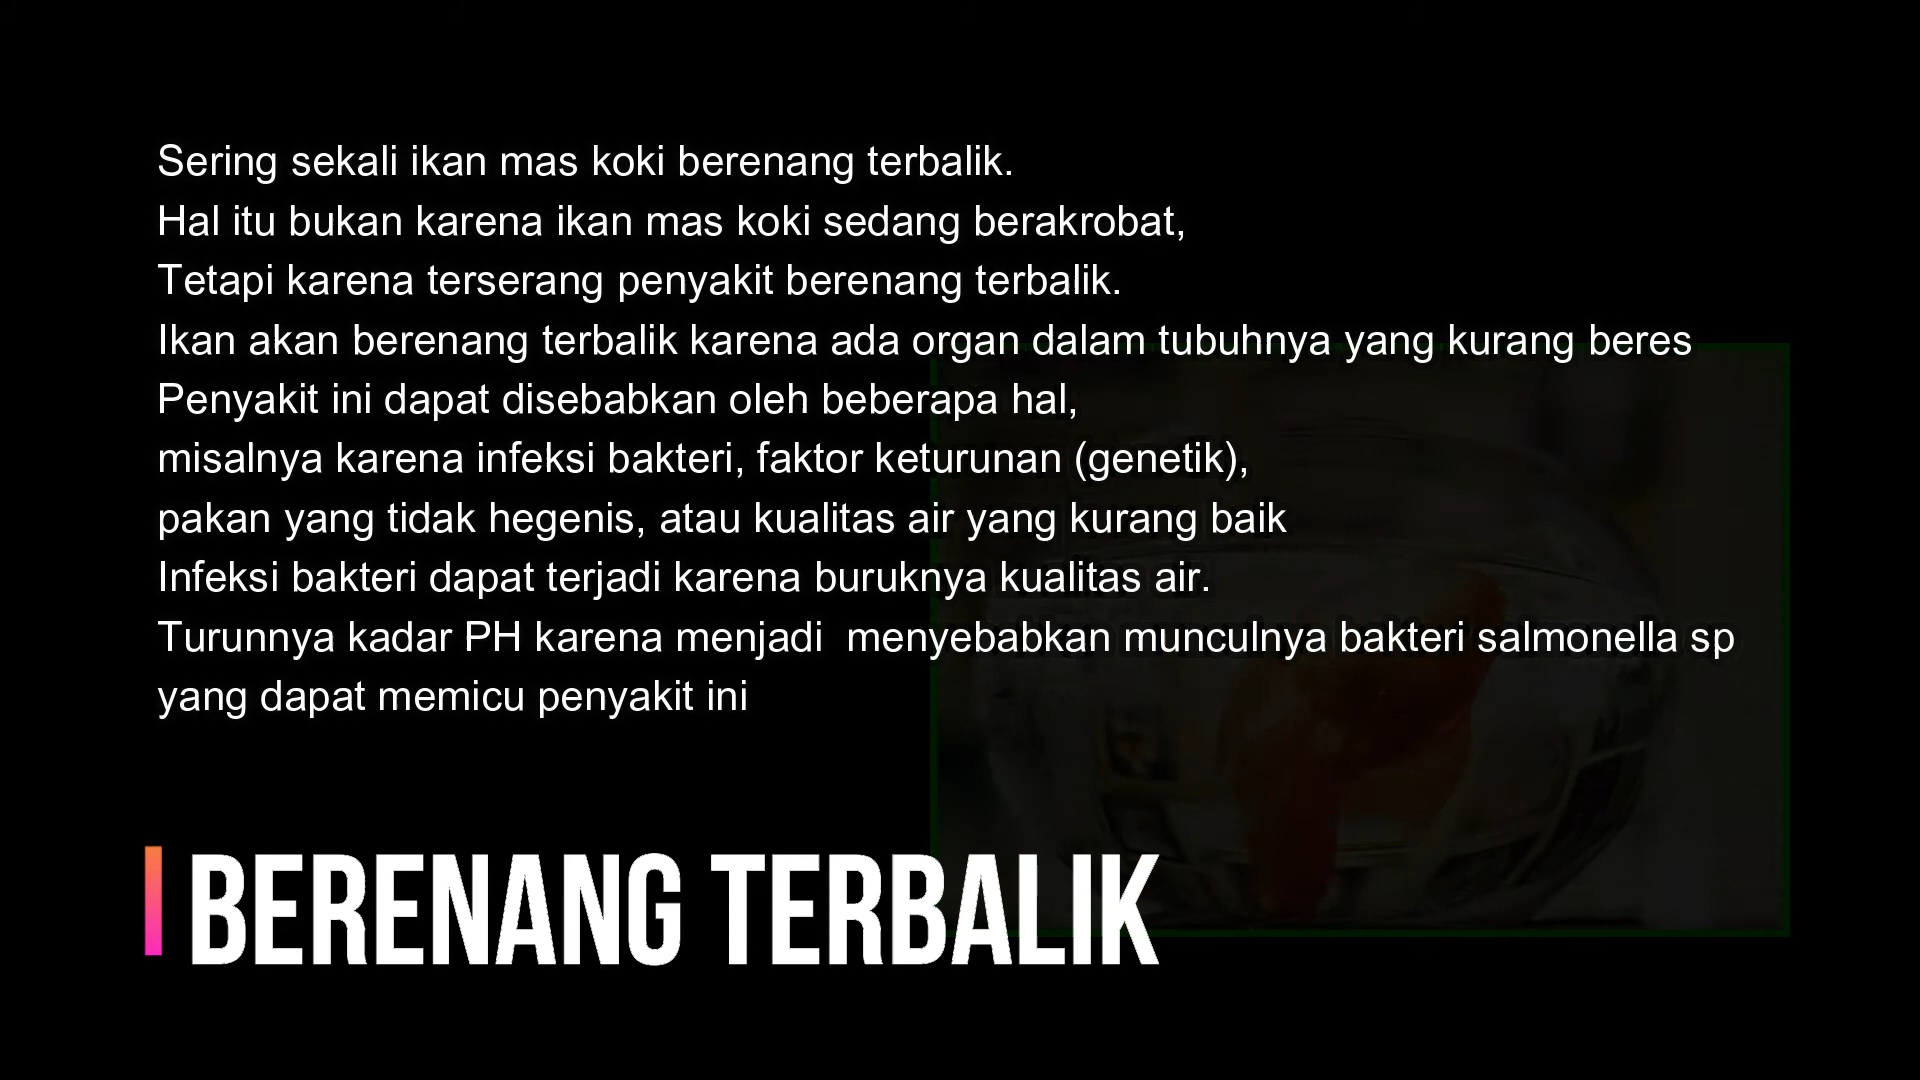 Sering sekali ikan mas koki berenang terbalik.
Hal itu bukan karena ikan mas koki sedang berakrobat,
Tetapi karena terserang penyakit berenang terbalik.
Ikan akan berenang terbalik karena ada organ dalam tubuhnya yang kurang beres
Penyakit ini dapat disebabkan oleh beberapa hal,
misalnya karena infeksi bakteri, faktor keturunan (genetik),
pakan yang tidak hegenis, atau kualitas air yang kurang baik
Infeksi bakteri dapat terjadi karena buruknya kualitas air.
Turunnya kadar PH karena menjadi  menyebabkan munculnya bakteri salmonella sp
yang dapat memicu penyakit ini
BERENANG TERBALIK